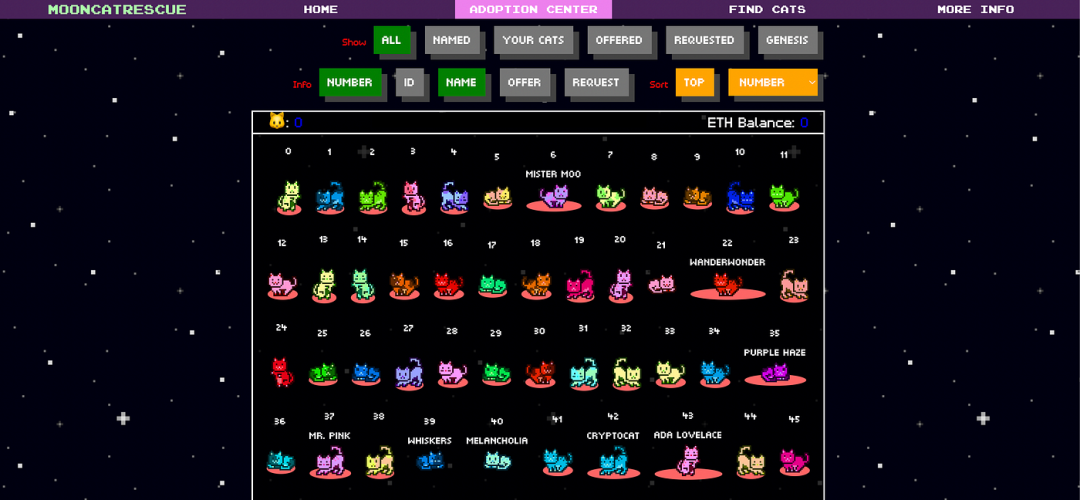 MOONCATRESCUE HOME ADOPTION CENTER FIND CATS MORE INFO
Show ALL NAMED YOUR CATS OFFERED REQUESTED GENESIS
Info NUMBER ID NAME OFFER REQUEST Sort TOP NUMBER
: 0 ETH Balance: 0
0 1 2 3 4 5 6 7 8 9 10 11
MISTER MOO
12 13 14 15 16 17 18 19 20 21 22 23
WANDERWONDER
24 25 26 27 28 29 30 31 32 33 34 35
PURPLE HAZE
36 37 38 39 40 41 42 43 44 45
MR. PINK WHISKERS MELANCHOLIA CRYPTOCAT ADA LOVELACE